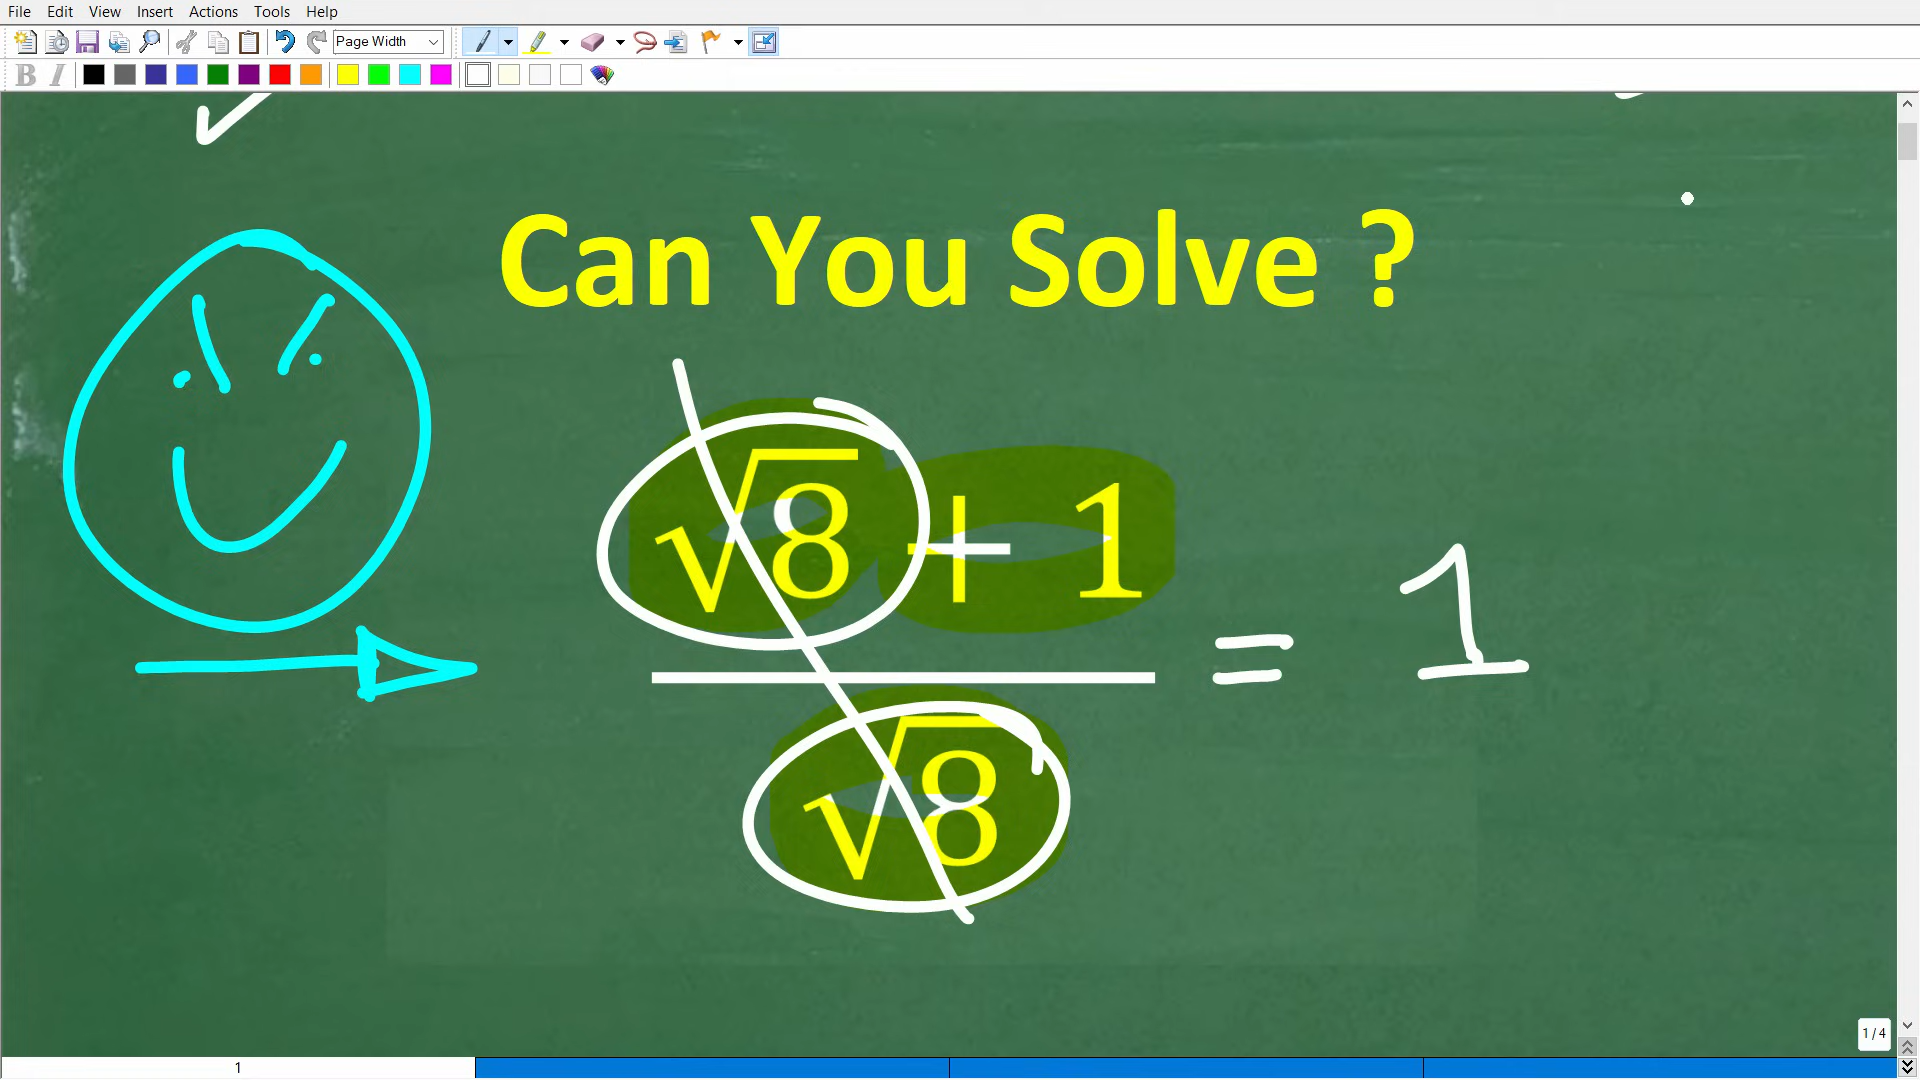 File Edit View Insert Actions Tools Help
Page Width
B I
Can You Solve ?
√8 + 1
= 1
√8
1 / 4
1